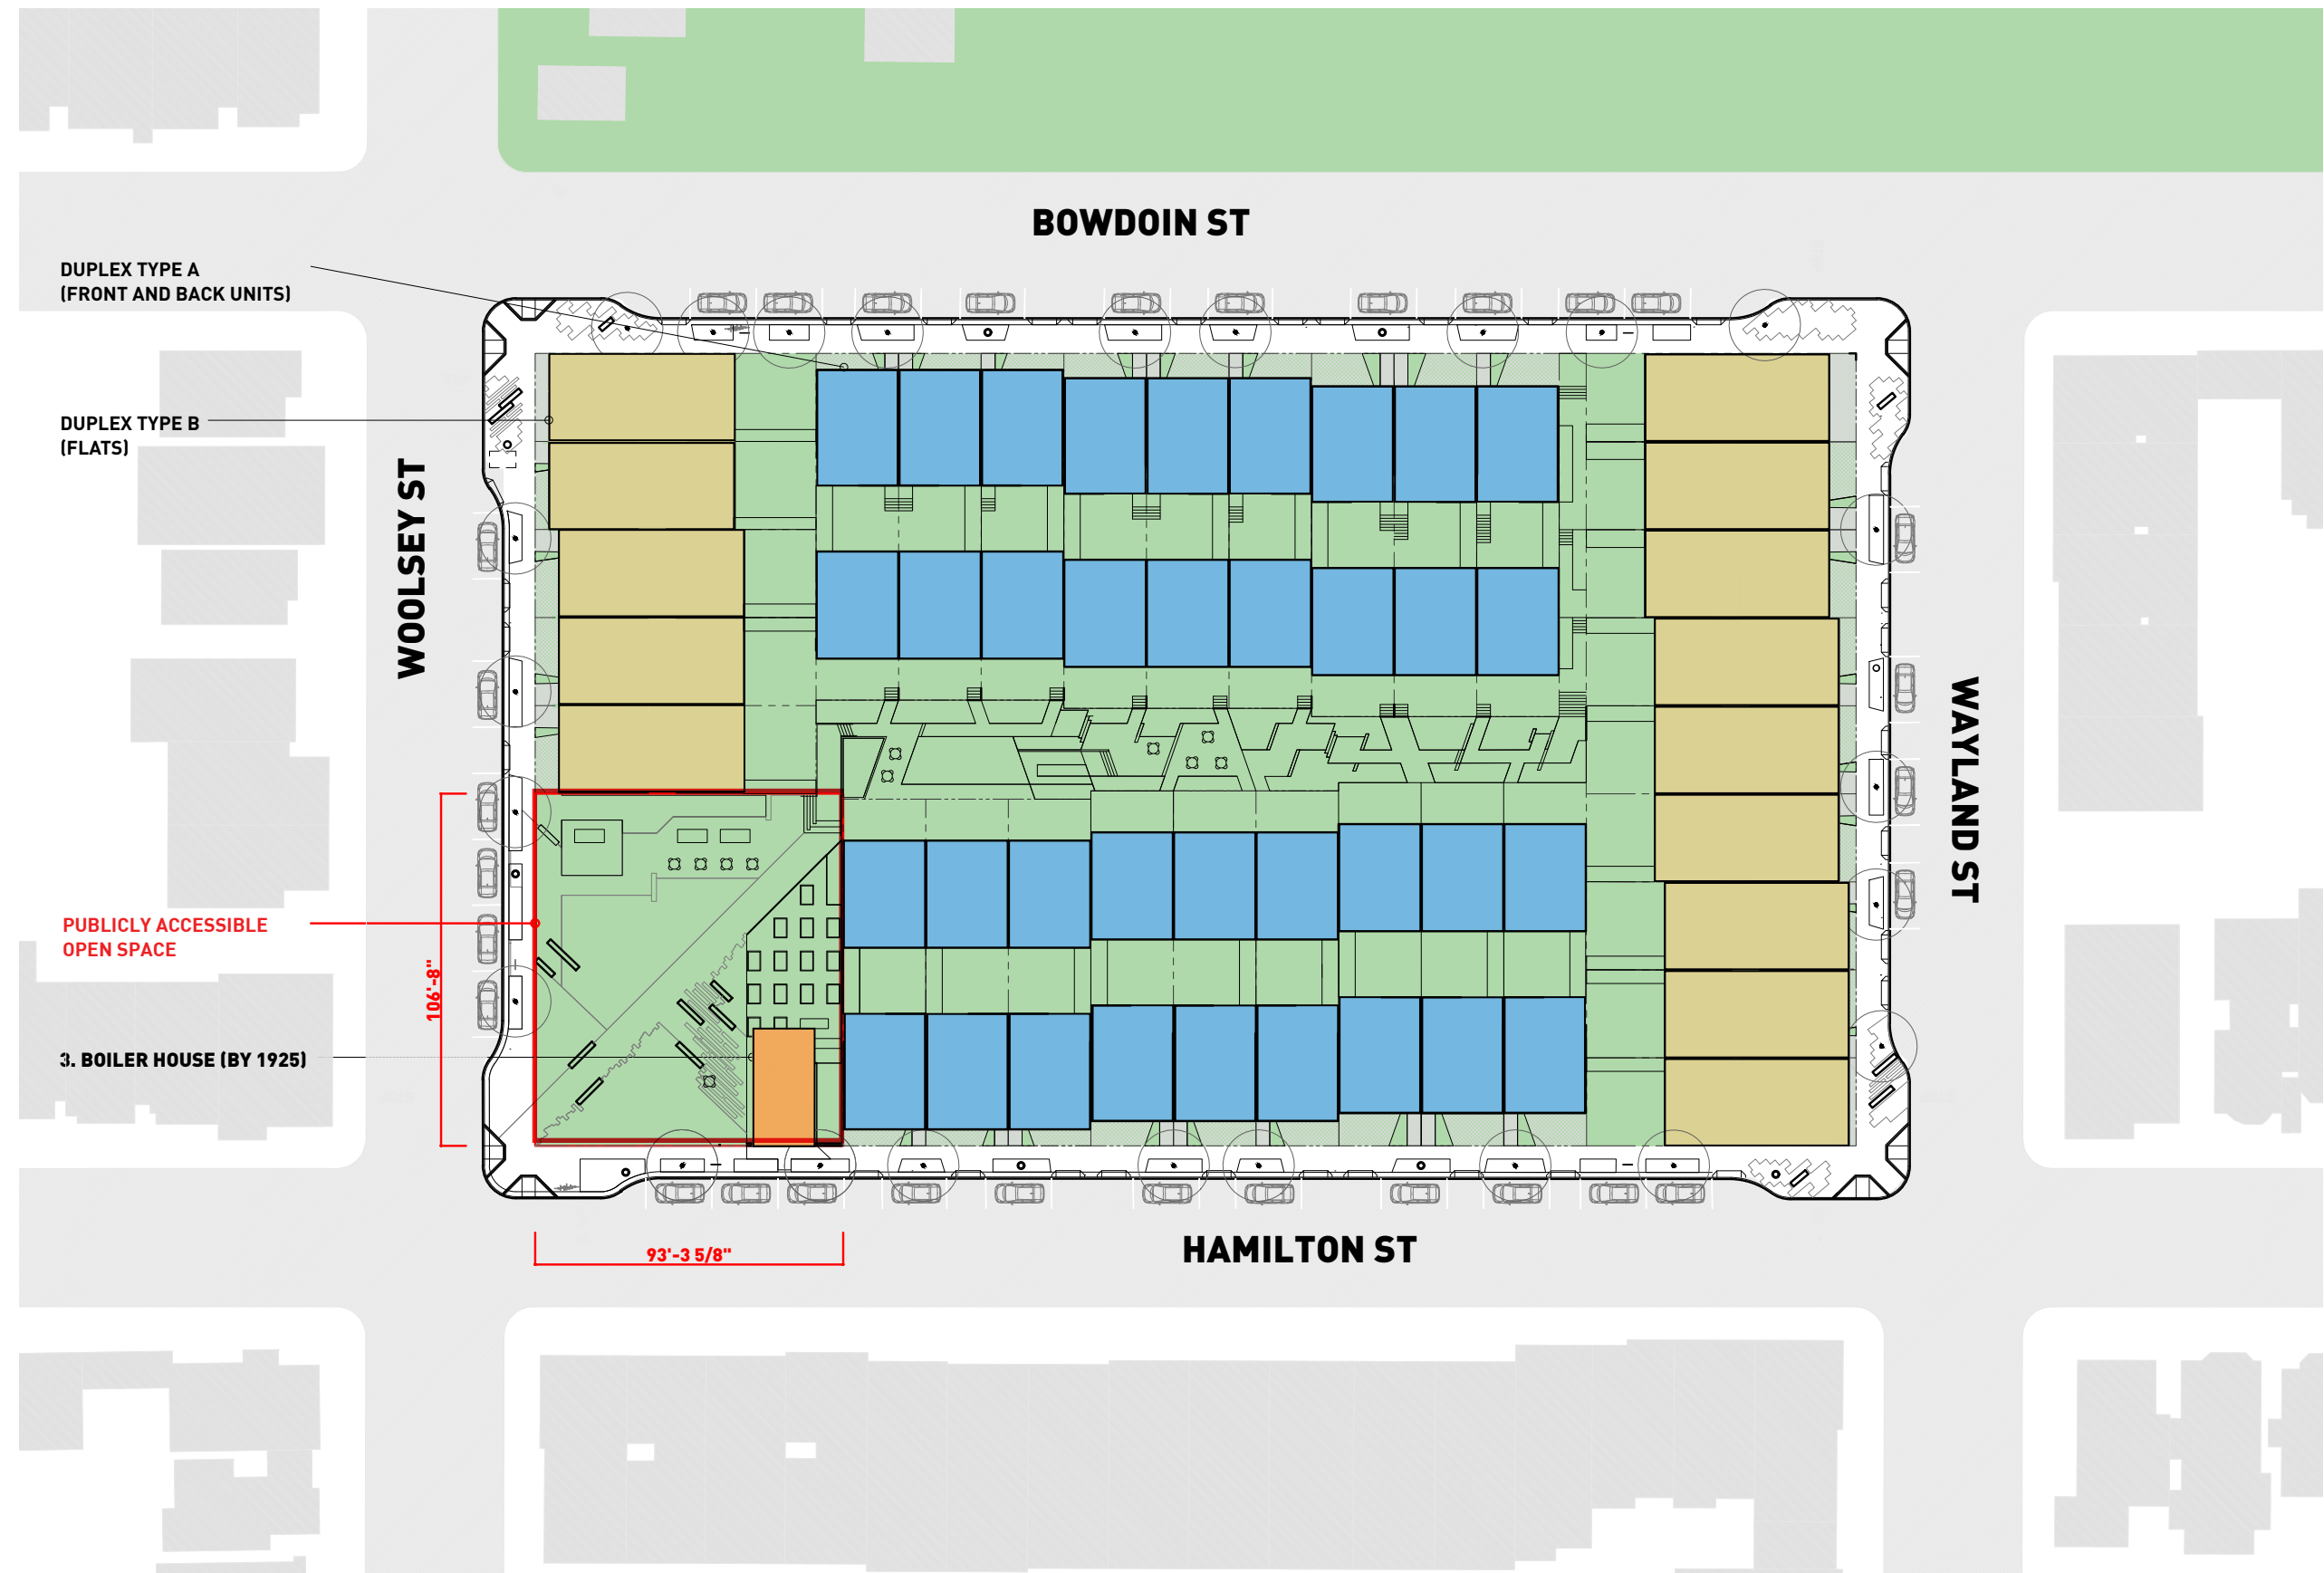 BOWDOIN ST
DUPLEX TYPE A
(FRONT AND BACK UNITS)
DUPLEX TYPE B
(FLATS)
WOOLSEY ST
WAYLAND ST
PUBLICLY ACCESSIBLE
OPEN SPACE
106'-8"
3. BOILER HOUSE (BY 1925)
HAMILTON ST
93'-3 5/8"